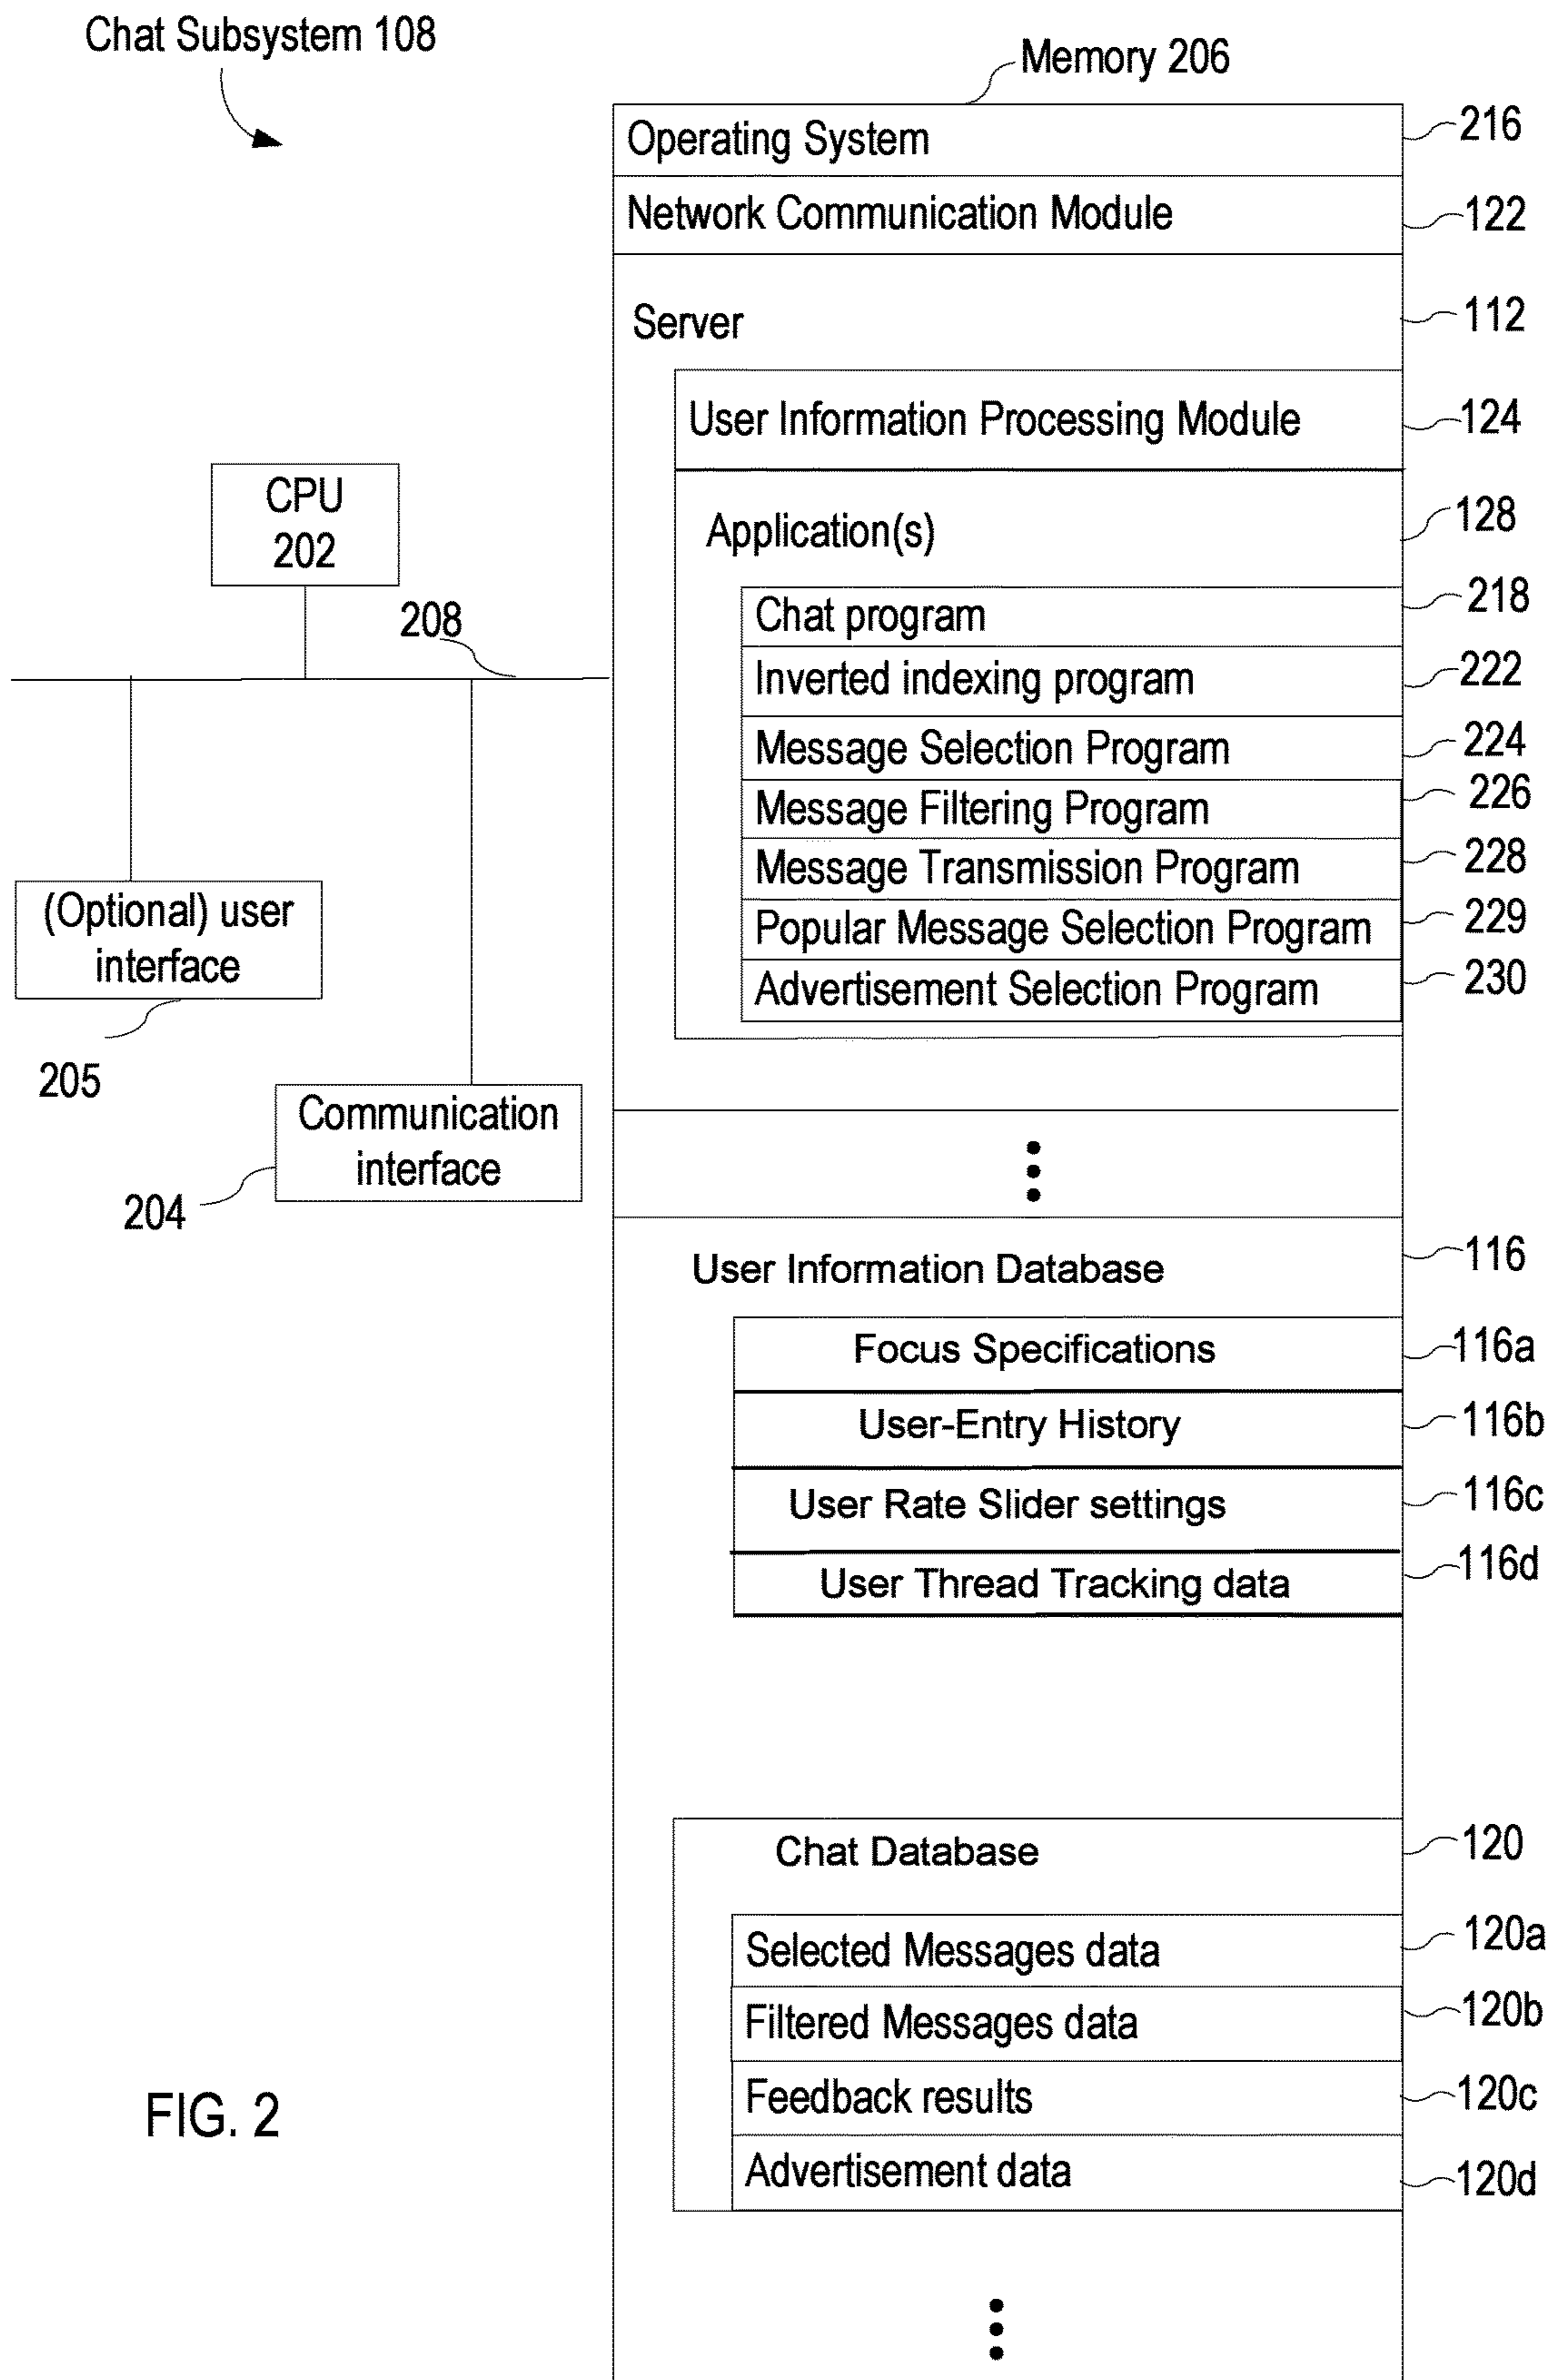 Chat Subsystem 108
Memory 206
Operating System
216
Network Communication Module
122
Server
112
User Information Processing Module
124
Application(s)
128
Chat program
218
Inverted indexing program
222
Message Selection Program
224
Message Filtering Program
226
Message Transmission Program
228
Popular Message Selection Program
229
Advertisement Selection Program
230
CPU
202
208
(Optional) user
interface
205
Communication
interface
204
User Information Database
116
Focus Specifications
116a
User-Entry History
116b
User Rate Slider settings
116c
User Thread Tracking data
116d
Chat Database
120
Selected Messages data
120a
Filtered Messages data
120b
Feedback results
120c
Advertisement data
120d
FIG. 2